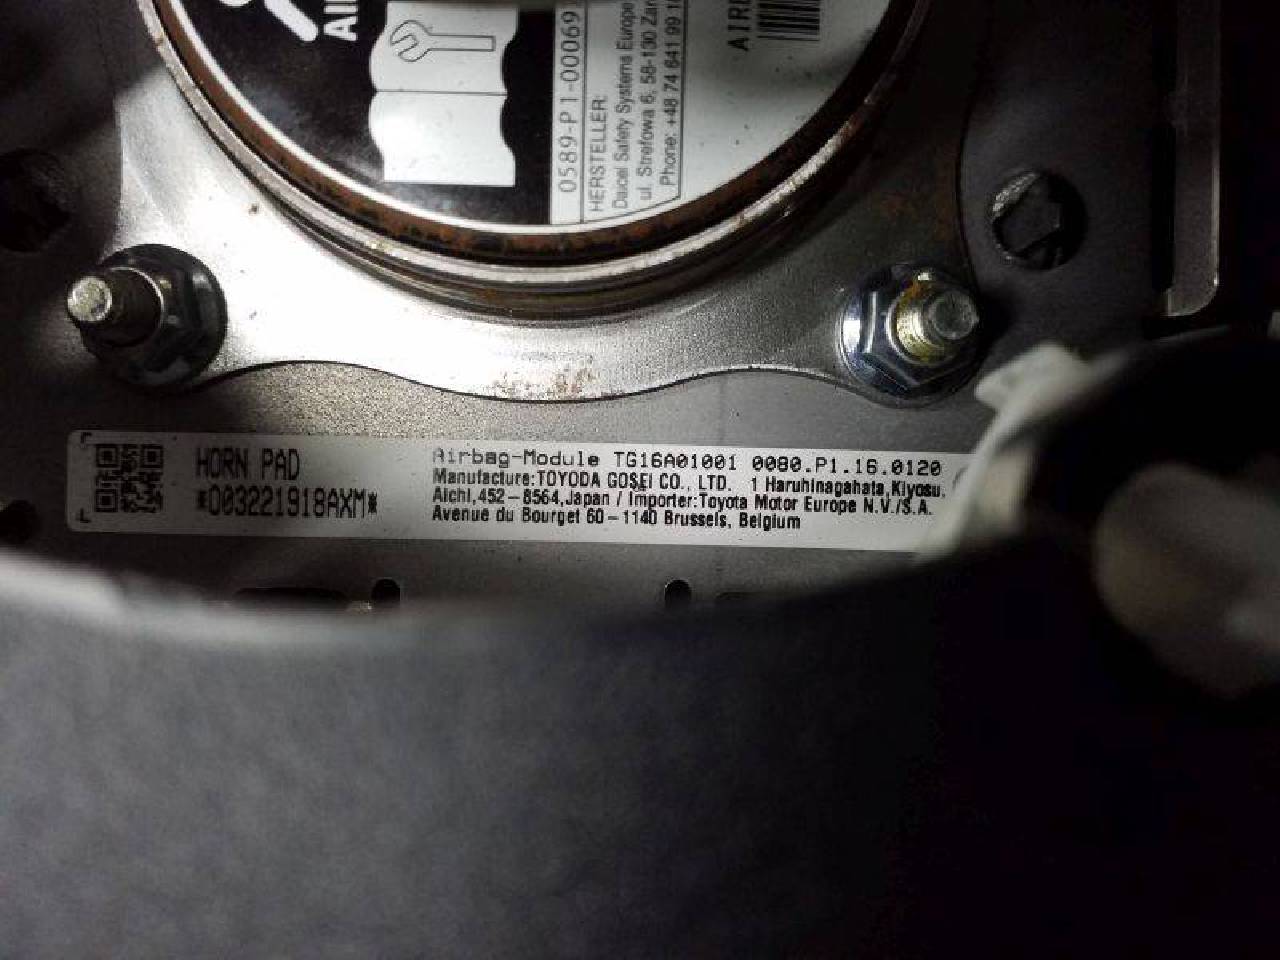 0589-P1-00069
HERSTELLER:
Daicel Safety Systems Europe
ul. Strefowa 6, 58-130
Phone: +48 74 641 99
HORN PAD
*003221918AXM*
Airbag-Module TG16A01001 0080.P1.16.0120
Manufacture:TOYODA GOSEI CO., LTD. 1 Haruhinagahata,Kiyosu,
Aichi,452-8564,Japan / Importer:Toyota Motor Europe N.V./S.A.
Avenue du Bourget 60-1140 Brussels, Belgium